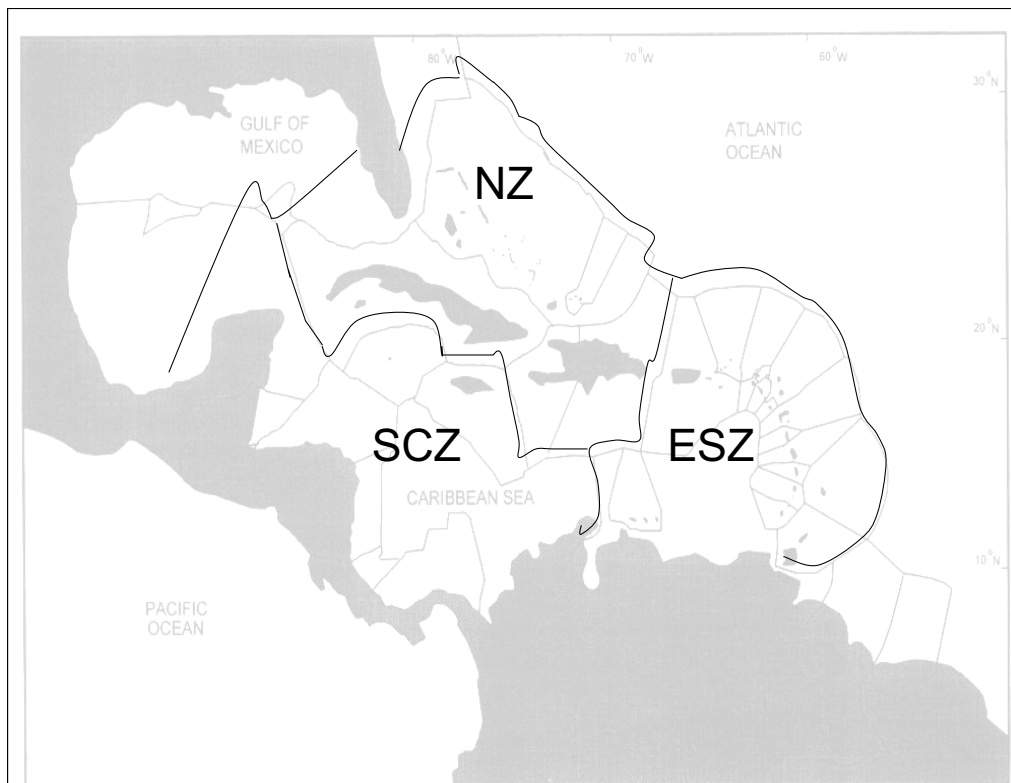 80°W
70°W
60°W
30°N
GULF OF
MEXICO
ATLANTIC
OCEAN
NZ
20°N
SCZ
ESZ
CARIBBEAN SEA
10°N
PACIFIC
OCEAN